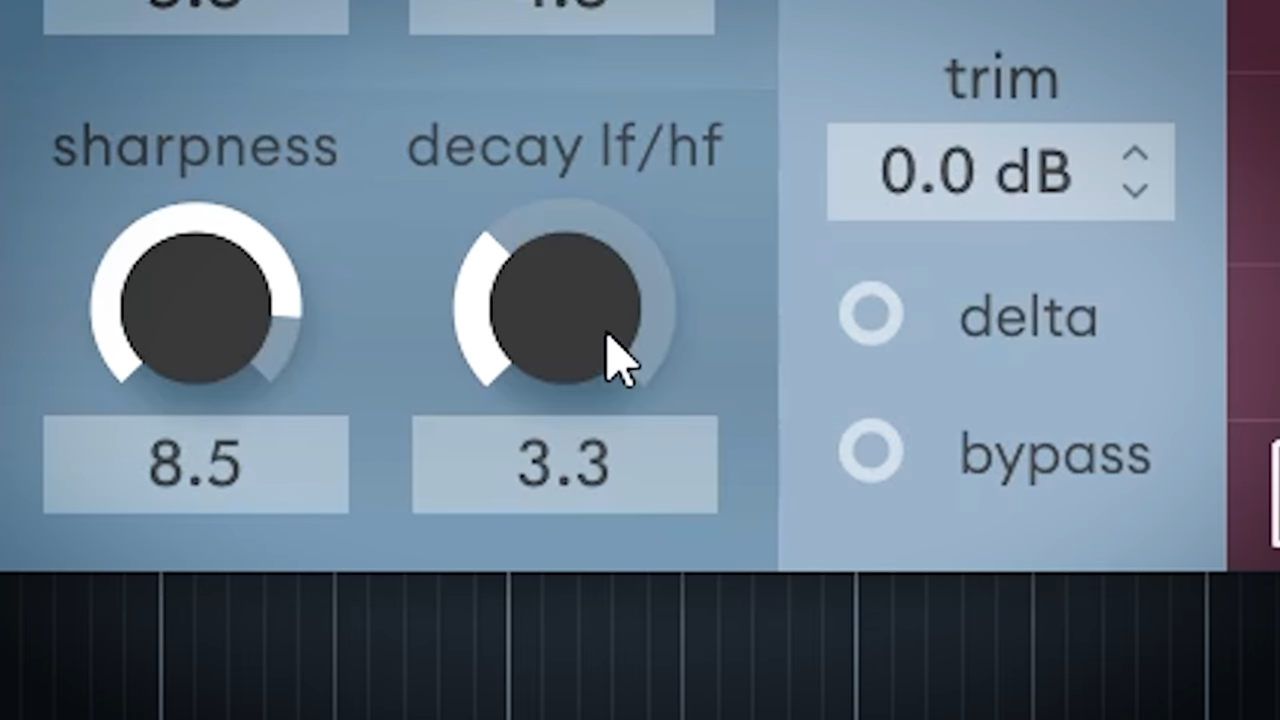 sharpness
decay lf/hf
8.5
3.3
trim
0.0 dB
delta
bypass